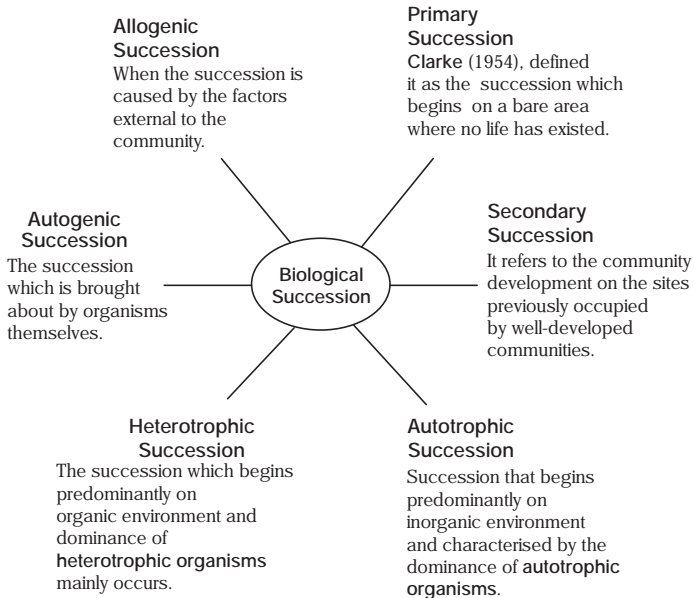 Allogenic
Succession
When the succession is
caused by the factors
external to the
community.
Primary
Succession
Clarke (1954), defined
it as the succession which
begins on a bare area
where no life has existed.
Autogenic
Succession
The succession
which is brought
about by organisms
themselves.
Biological
Succession
Secondary
Succession
It refers to the community
development on the sites
previously occupied
by well-developed
communities.
Heterotrophic
Succession
The succession which begins
predominantly on
organic environment and
dominance of
heterotrophic organisms
mainly occurs.
Autotrophic
Succession
Succession that begins
predominantly on
inorganic environment
and characterised by the
dominance of autotrophic
organisms.